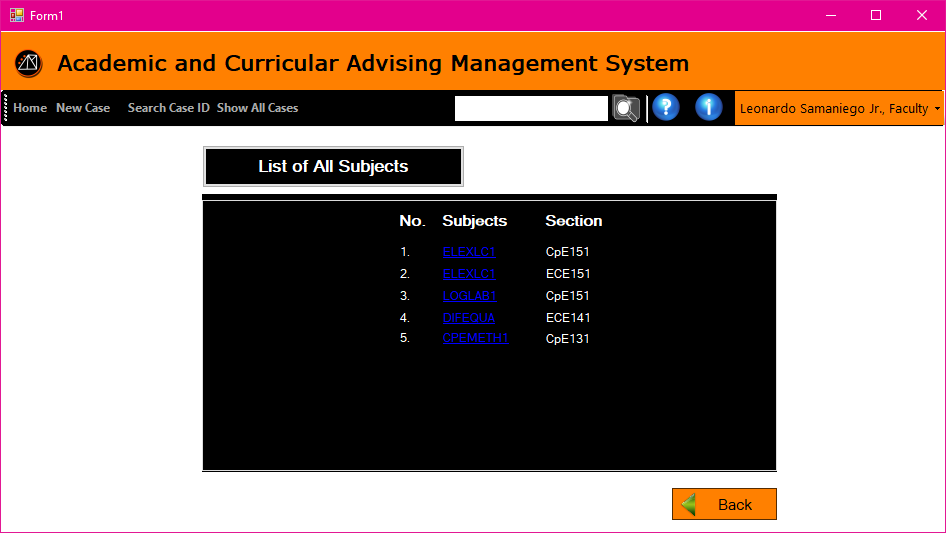 Form1
Academic and Curricular Advising Management System
Home New Case Search Case ID Show All Cases Leonardo Samaniego Jr., Faculty
List of All Subjects
No. Subjects Section
1. ELEXLC1 CpE151
2. ELEXLC1 ECE151
3. LOGLAB1 CpE151
4. DIFEQUA ECE141
5. CPEMETH1 CpE131
Back